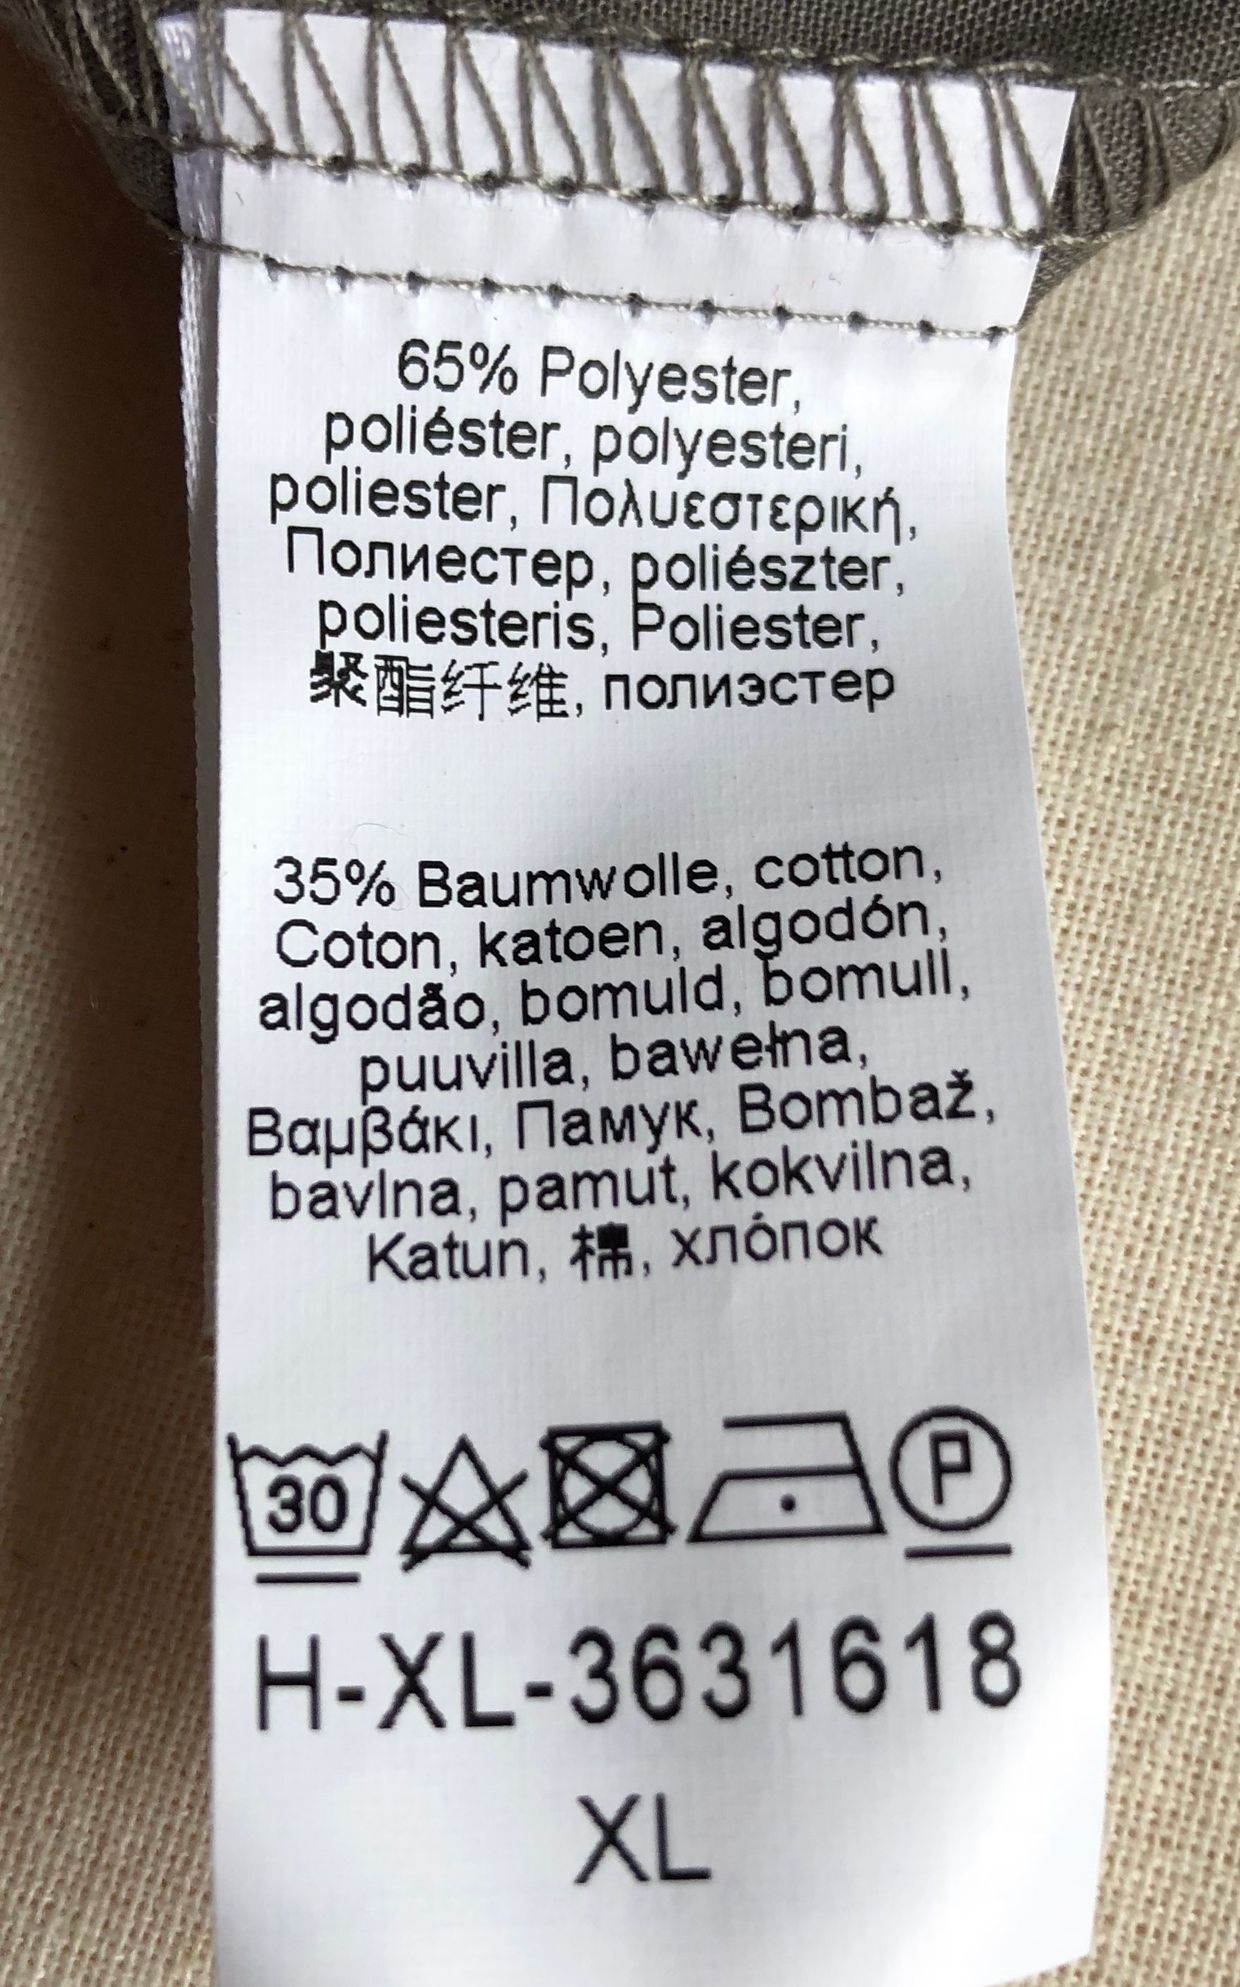 65% Polyester,
poliéster, polyesteri,
poliester, Πολυεστερική,
Полиестер, poliészter,
poliesteris, Poliester,
聚酯纤维, полиэстер
35% Baumwolle, cotton,
Coton, katoen, algodón,
algodão, bomuld, bomull,
puuvilla, bawełna,
Βαμβάκι, Памук, Bombaž,
bavlna, pamut, kokvilna,
Katun, 棉, хлопок
30 P
H-XL-3631618
XL